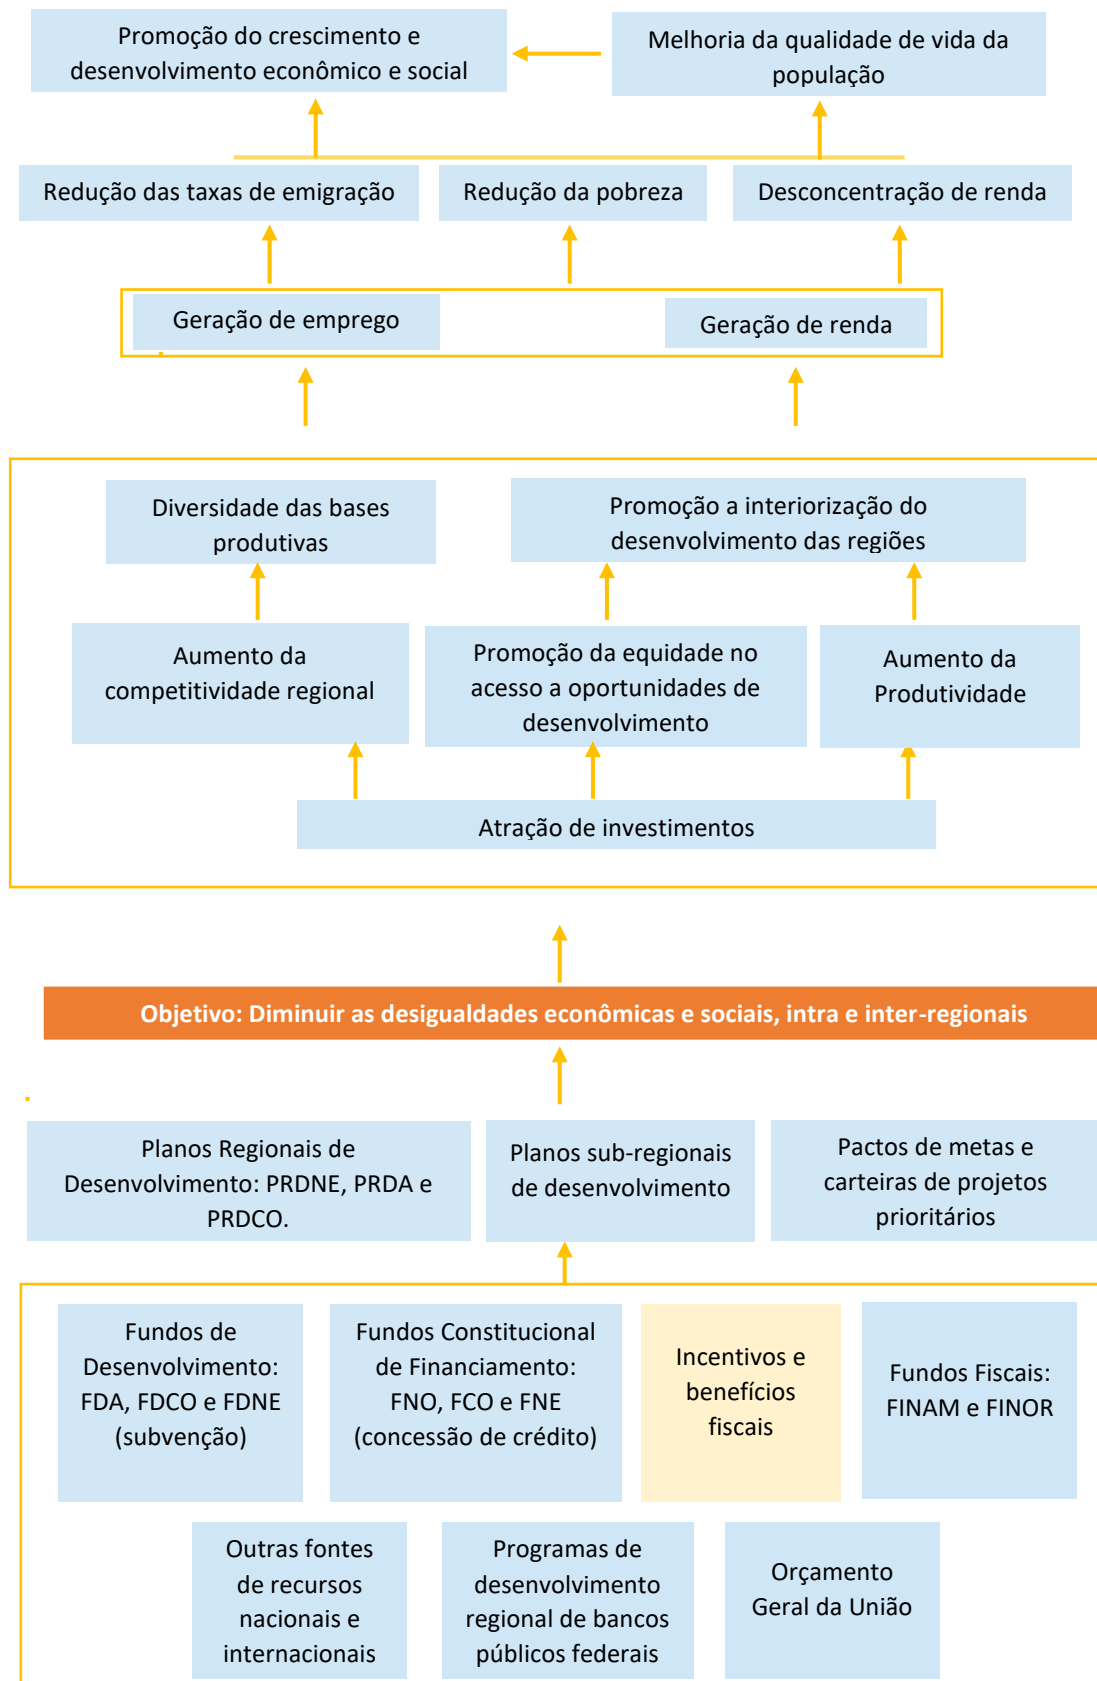 Promoção do crescimento e
desenvolvimento econômico e social
Melhoria da qualidade de vida da
população
Redução das taxas de emigração
Redução da pobreza
Desconcentração de renda
Geração de emprego
Geração de renda
Diversidade das bases
produtivas
Promoção a interiorização do
desenvolvimento das regiões
Aumento da
competitividade regional
Promoção da equidade no
acesso a oportunidades de
desenvolvimento
Aumento da
Produtividade
Atração de investimentos
Objetivo: Diminuir as desigualdades econômicas e sociais, intra e inter-regionais
Planos Regionais de
Desenvolvimento: PRDNE, PRDA e
PRDCO.
Planos sub-regionais
de desenvolvimento
Pactos de metas e
carteiras de projetos
prioritários
Fundos de
Desenvolvimento:
FDA, FDCO e FDNE
(subvenção)
Fundos Constitucional
de Financiamento:
FNO, FCO e FNE
(concessão de crédito)
Incentivos e
benefícios
fiscais
Fundos Fiscais:
FINAM e FINOR
Outras fontes
de recursos
nacionais e
internacionais
Programas de
desenvolvimento
regional de bancos
públicos federais
Orçamento
Geral da União